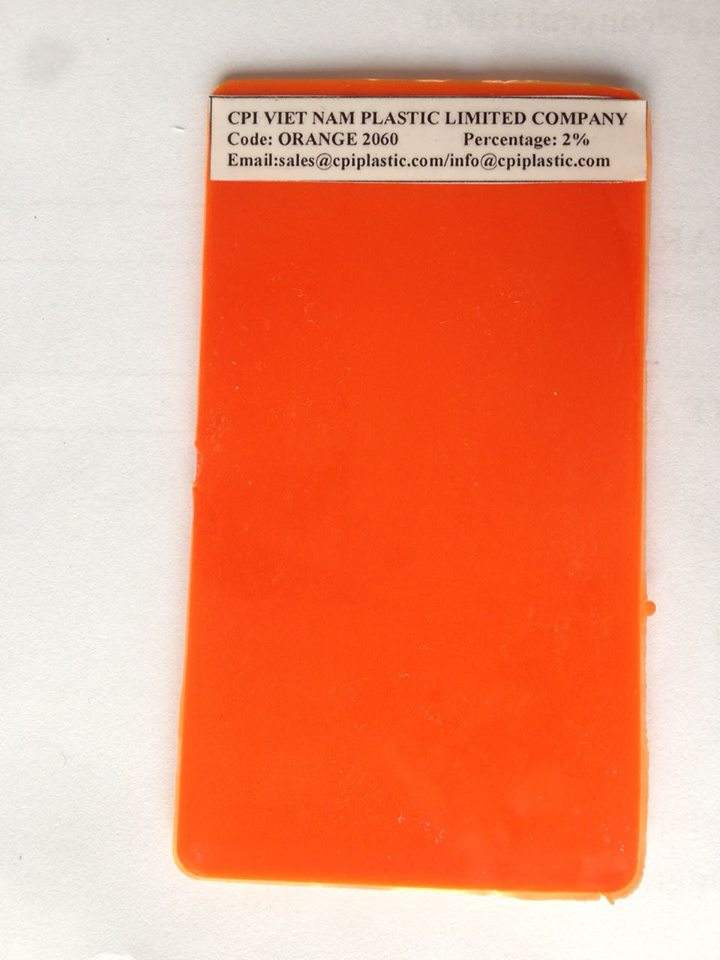 CPI VIET NAM PLASTIC LIMITED COMPANY
Code: ORANGE 2060 Percentage: 2%
Email:sales@cpiplastic.com/info@cpiplastic.com